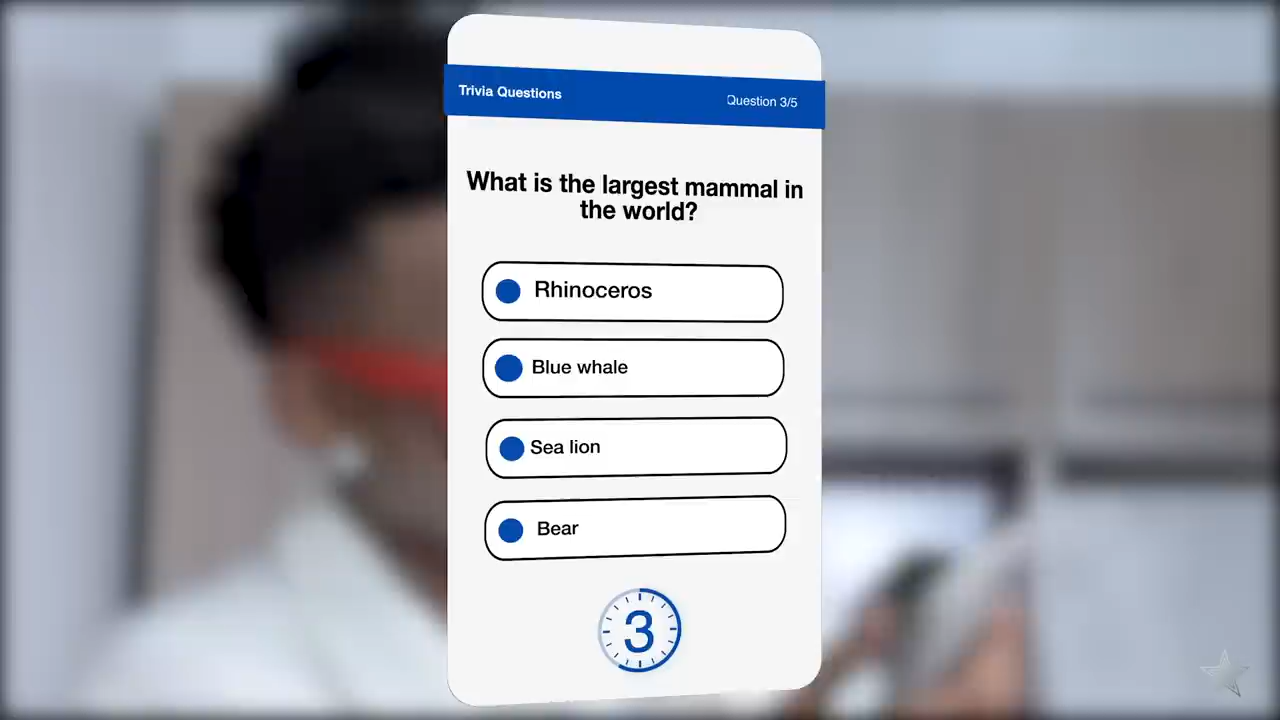 Trivia Questions
Question 3/5
What is the largest mammal in
the world?
Rhinoceros
Blue whale
Sea lion
Bear
3